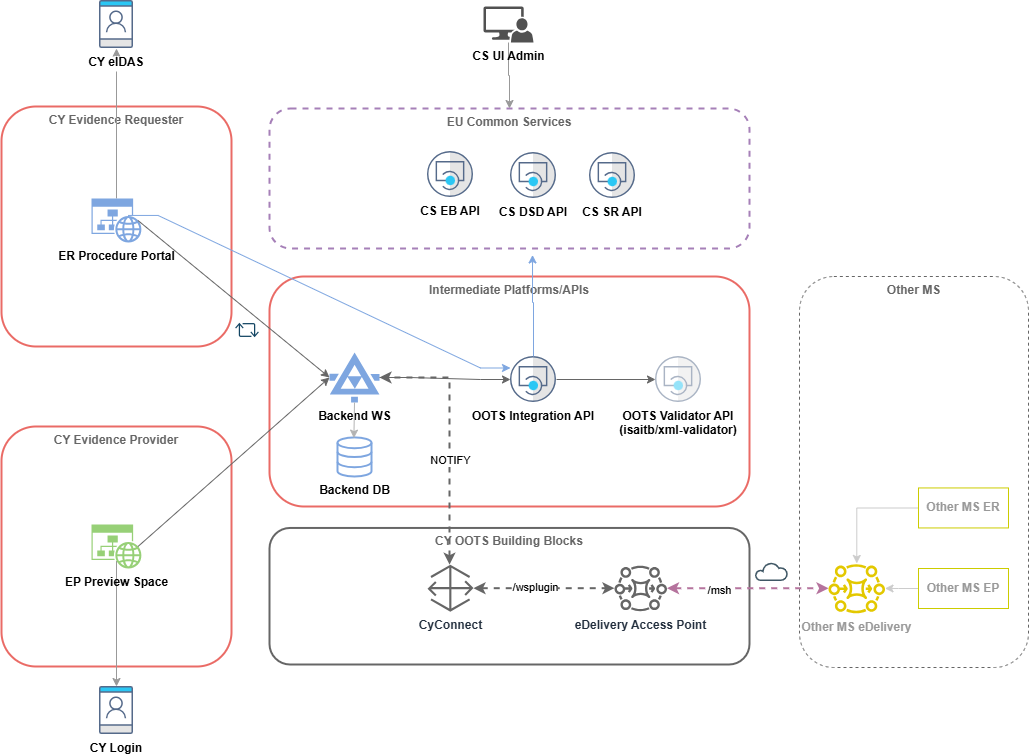 CY eIDAS
CS UI Admin
CY Evidence Requester
EU Common Services
CS EB API
CS DSD API
CS SR API
ER Procedure Portal
Intermediate Platforms/APIs
Other MS
Backend WS
OOTS Integration API
OOTS Validator API
(isaitb/xml-validator)
CY Evidence Provider
NOTIFY
Backend DB
Other MS ER
CY OOTS Building Blocks
EP Preview Space
/wsplugin
/msh
Other MS EP
CyConnect
eDelivery Access Point
Other MS eDelivery
CY Login